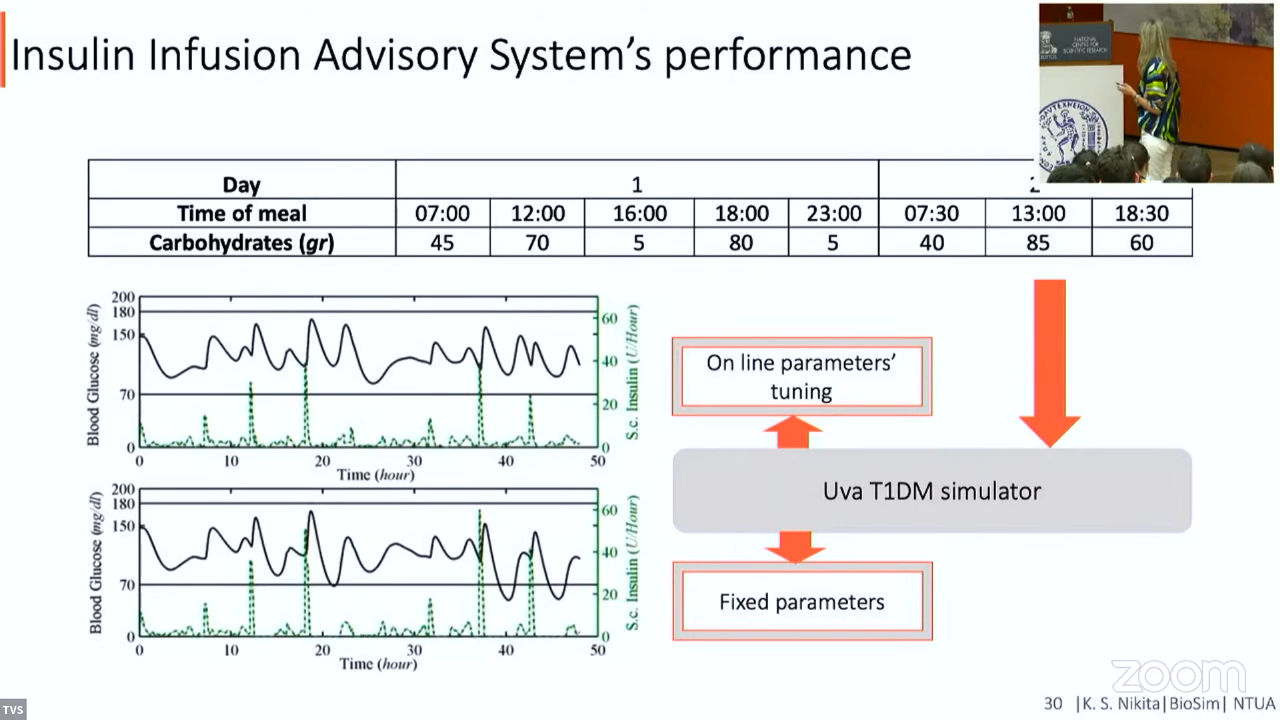 Insulin Infusion Advisory System's performance
NATIONAL
CENTRE FOR
SCIENTIFIC RESEARCH
Day 1
Time of meal 07:00 12:00 16:00 18:00 23:00 07:30 13:00 18:30
Carbohydrates (gr) 45 70 5 80 5 40 85 60
200
180
150
70
0
Blood Glucose (mg/dl)
60
40
20
0
S.c. Insulin (U/Hour)
0 10 20 30 40 50
Time (hour)
200
180
150
70
0
Blood Glucose (mg/dl)
60
40
20
0
S.c. Insulin (U/Hour)
0 10 20 30 40 50
Time (hour)
On line parameters'
tuning
Uva T1DM simulator
Fixed parameters
zoom
30 |K. S. Nikita|BioSim| NTUA
TVS